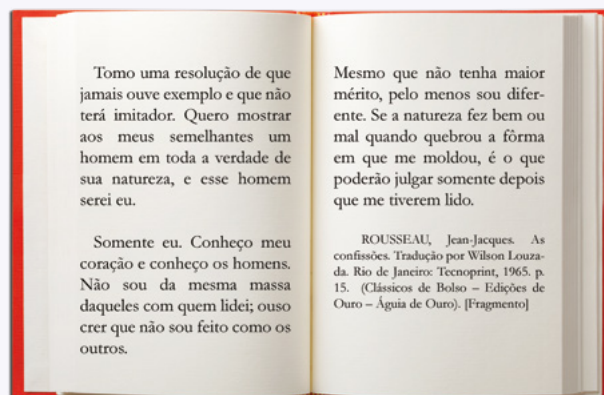 Tomo uma resolução de que
jamais ouve exemplo e que não
terá imitador. Quero mostrar
aos meus semelhantes um
homem em toda a verdade de
sua natureza, e esse homem
serei eu.
Somente eu. Conheço meu
coração e conheço os homens.
Não sou da mesma massa
daqueles com quem lidei; ouso
crer que não sou feito como os
outros.
Mesmo que não tenha maior
mérito, pelo menos sou difer-
ente. Se a natureza fez bem ou
mal quando quebrou a fôrma
em que me moldou, é o que
poderão julgar somente depois
que me tiverem lido.
ROUSSEAU, Jean-Jacques. As
confissões. Tradução por Wilson Louza-
da. Rio de Janeiro: Tecnoprint, 1965. p.
15. (Clássicos de Bolso – Edições de
Ouro – Águia de Ouro). [Fragmento]